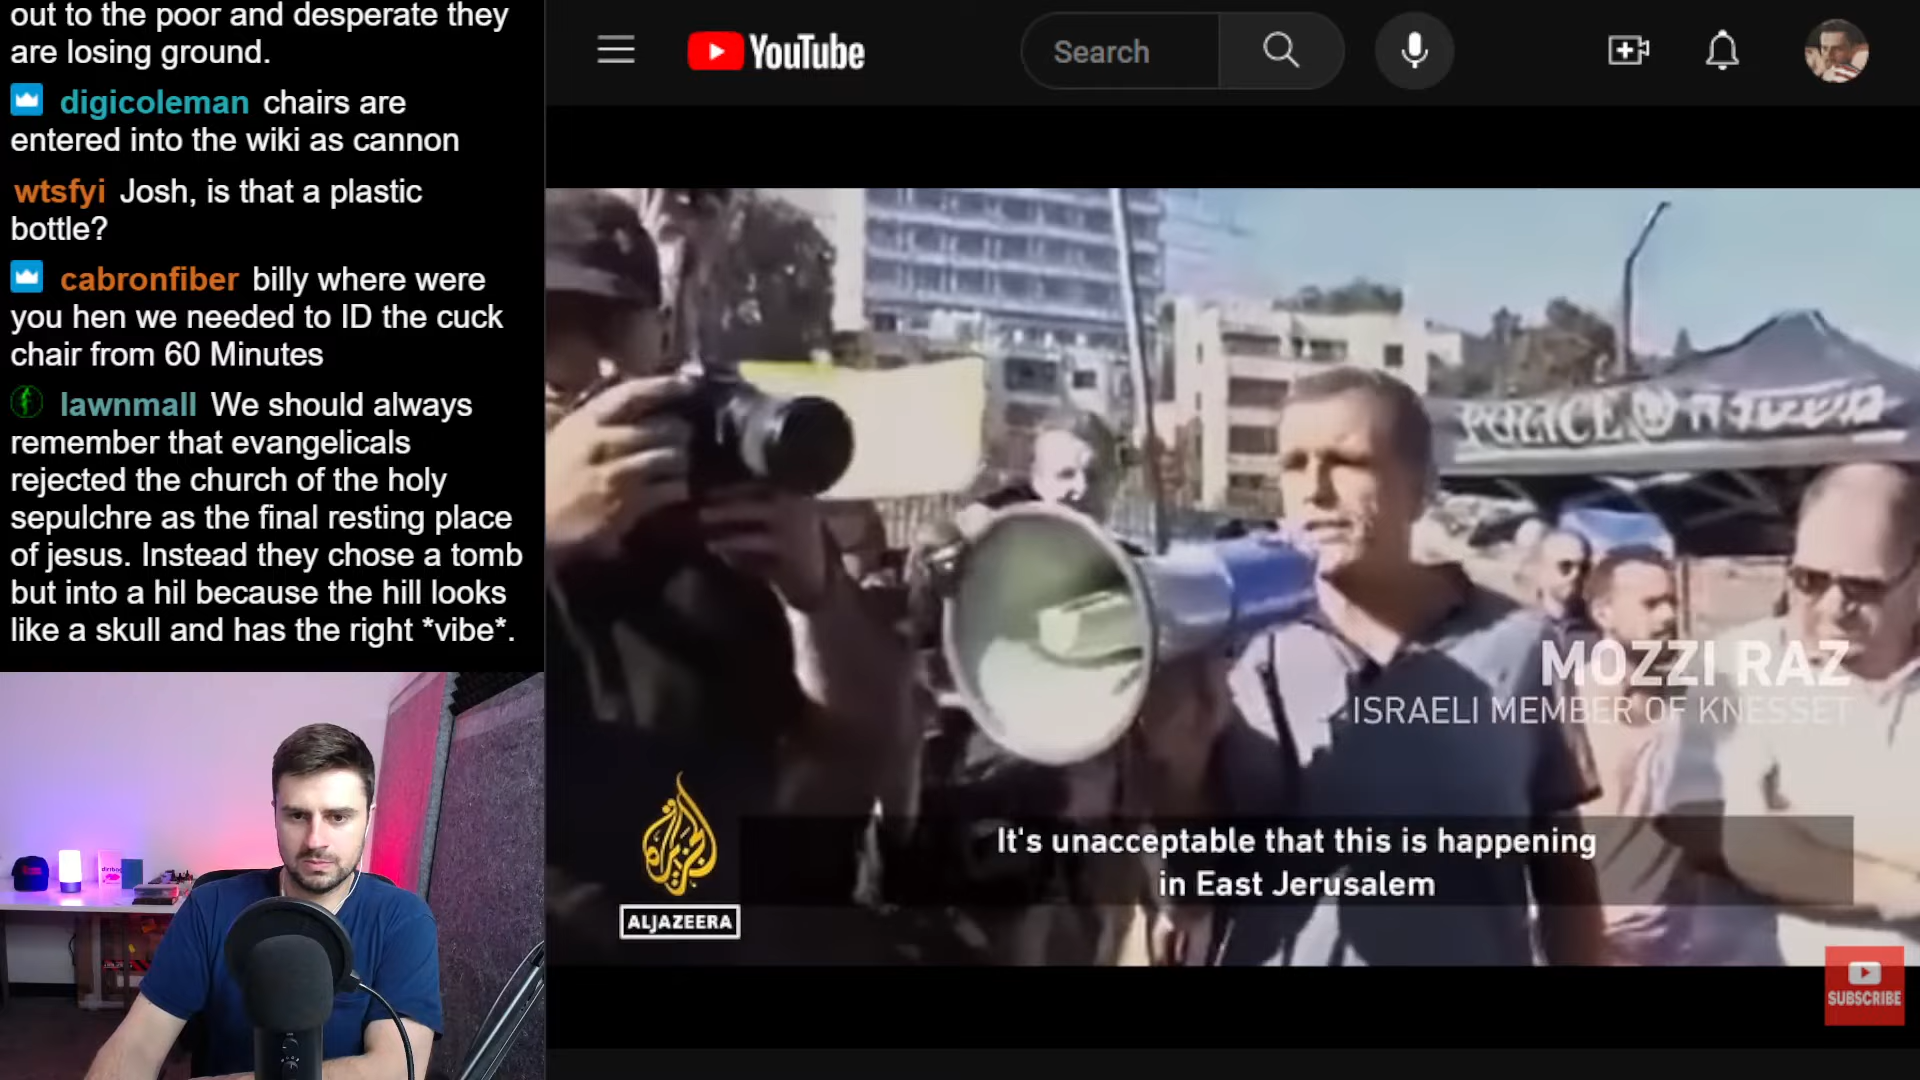 out to the poor and desperate they
are losing ground.
digicoleman chairs are
entered into the wiki as cannon
wtsfyi Josh, is that a plastic
bottle?
cabronfiber billy where were
you hen we needed to ID the cuck
chair from 60 Minutes
lawnmall We should always
remember that evangelicals
rejected the church of the holy
sepulchre as the final resting place
of jesus. Instead they chose a tomb
but into a hil because the hill looks
like a skull and has the right *vibe*.
YouTube
Search
POLICE משטרה
MOZZI RAZ
ISRAELI MEMBER OF KNESSET
It's unacceptable that this is happening
in East Jerusalem
ALJAZEERA
SUBSCRIBE